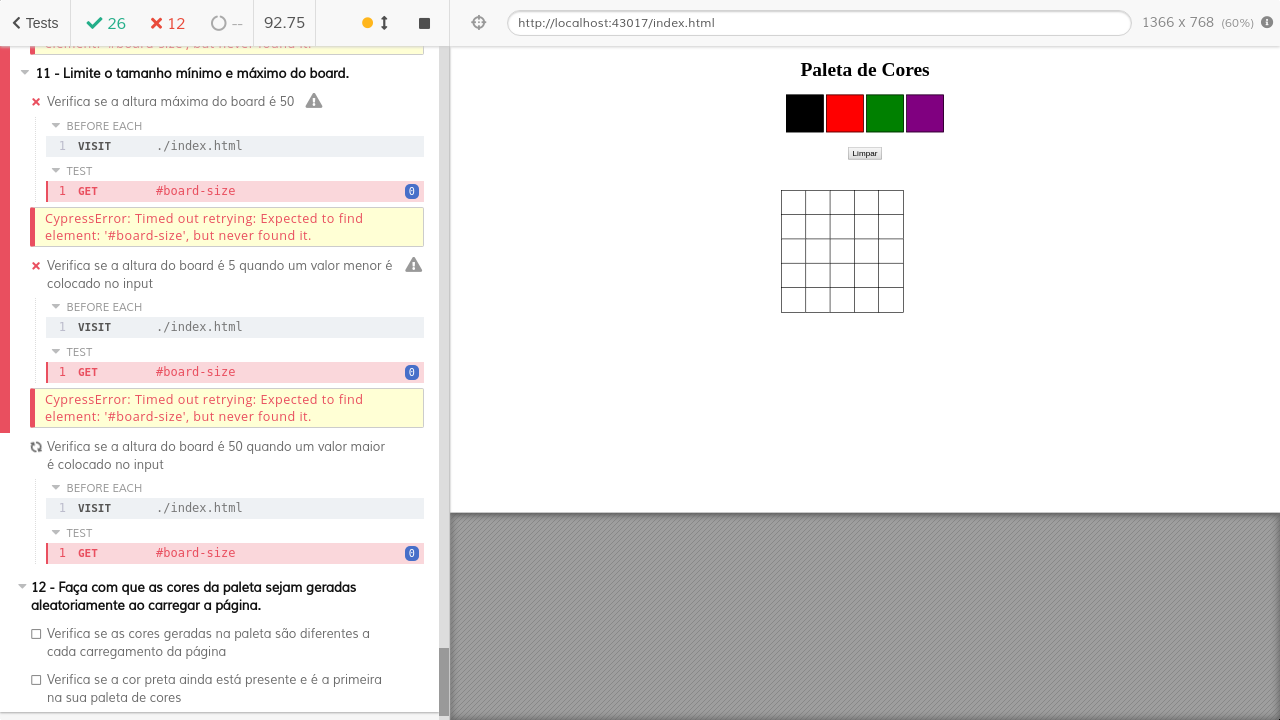 Tests
26
12
--
92.75
http://localhost:43017/index.html
1366 x 768 (60%)
element: '#board-size', but never found it.
11 - Limite o tamanho mínimo e máximo do board.
Verifica se a altura máxima do board é 50
BEFORE EACH
1 VISIT ./index.html
TEST
1 GET #board-size 0
CypressError: Timed out retrying: Expected to find
element: '#board-size', but never found it.
Verifica se a altura do board é 5 quando um valor menor é
colocado no input
BEFORE EACH
1 VISIT ./index.html
TEST
1 GET #board-size 0
CypressError: Timed out retrying: Expected to find
element: '#board-size', but never found it.
Verifica se a altura do board é 50 quando um valor maior
é colocado no input
BEFORE EACH
1 VISIT ./index.html
TEST
1 GET #board-size 0
12 - Faça com que as cores da paleta sejam geradas
aleatoriamente ao carregar a página.
Verifica se as cores geradas na paleta são diferentes a
cada carregamento da página
Verifica se a cor preta ainda está presente e é a primeira
na sua paleta de cores
Paleta de Cores
Limpar